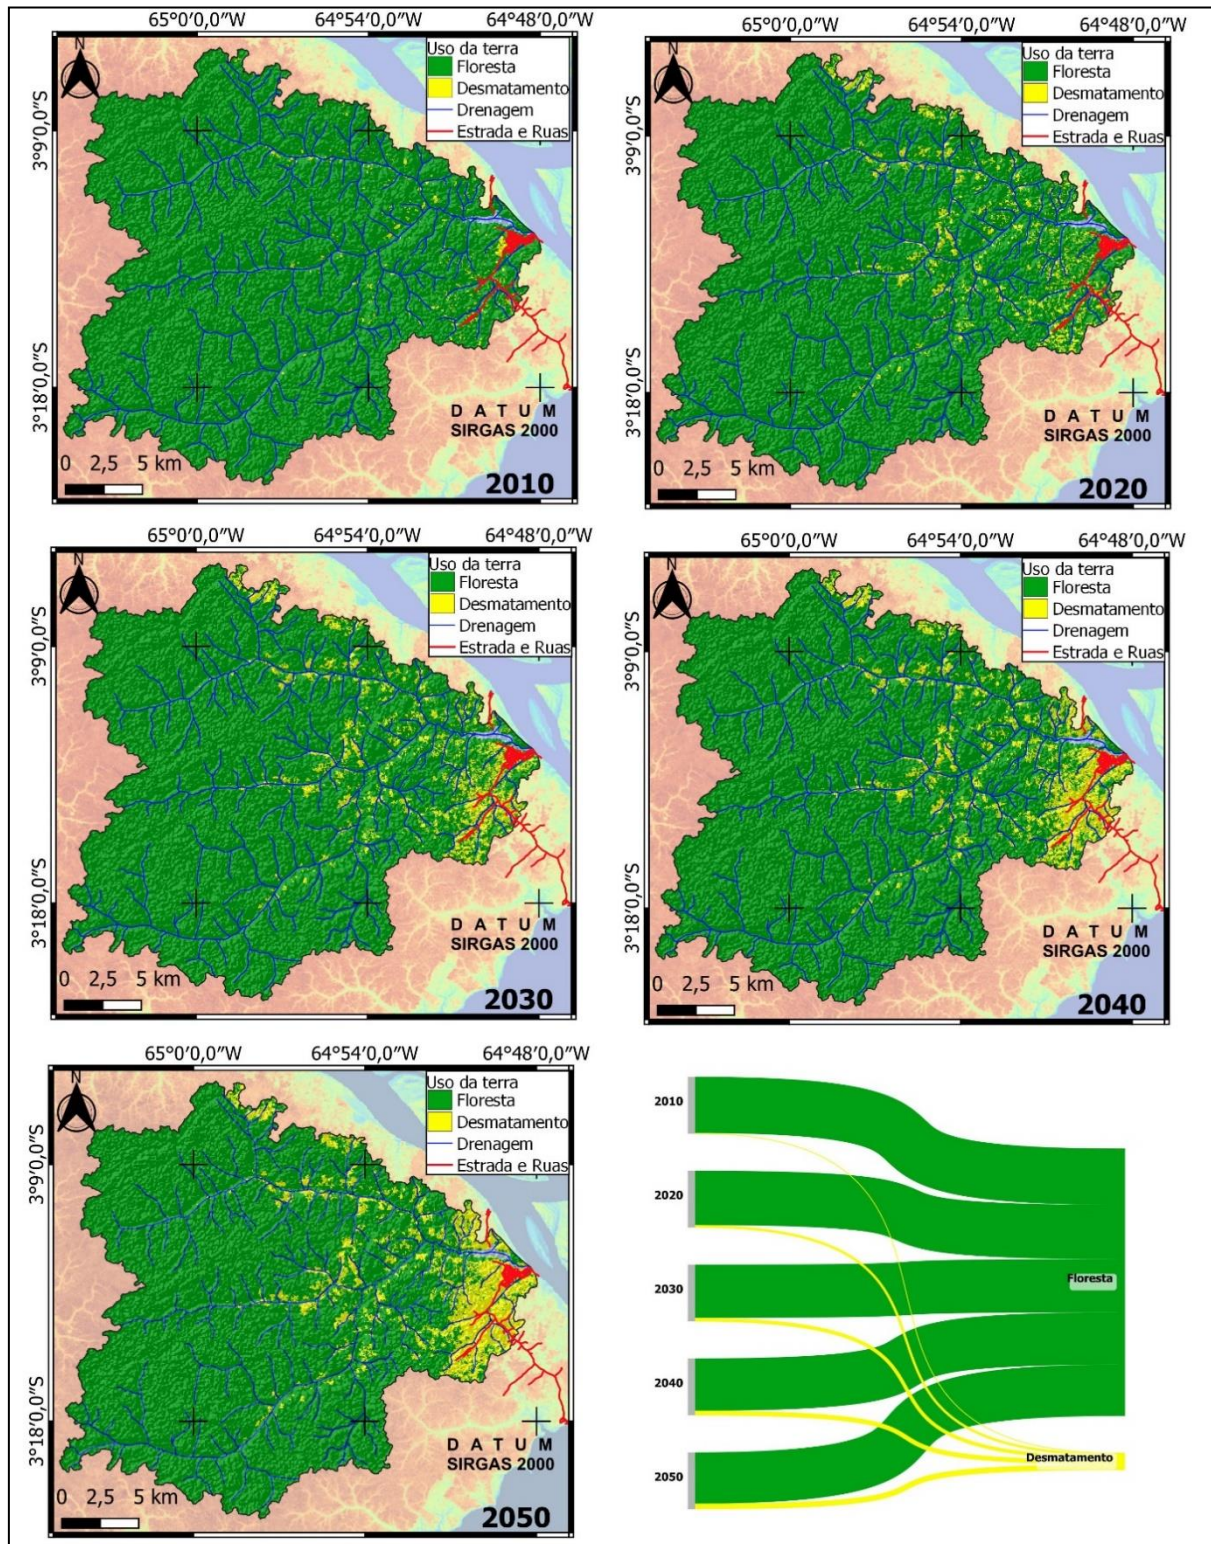 65°0′0,0″W 64°54′0,0″W 64°48′0,0″W
N
Uso da terra
Floresta
Desmatamento
Drenagem
Estrada e Ruas
3°9′0,0″S
3°18′0,0″S
D A T U M
SIRGAS 2000
0 2,5 5 km
2010
65°0′0,0″W 64°54′0,0″W 64°48′0,0″W
N
Uso da terra
Floresta
Desmatamento
Drenagem
Estrada e Ruas
3°9′0,0″S
3°18′0,0″S
D A T U M
SIRGAS 2000
0 2,5 5 km
2020
65°0′0,0″W 64°54′0,0″W 64°48′0,0″W
N
Uso da terra
Floresta
Desmatamento
Drenagem
Estrada e Ruas
3°9′0,0″S
3°18′0,0″S
D A T U M
SIRGAS 2000
0 2,5 5 km
2030
65°0′0,0″W 64°54′0,0″W 64°48′0,0″W
N
Uso da terra
Floresta
Desmatamento
Drenagem
Estrada e Ruas
3°9′0,0″S
3°18′0,0″S
D A T U M
SIRGAS 2000
0 2,5 5 km
2040
65°0′0,0″W 64°54′0,0″W 64°48′0,0″W
N
Uso da terra
Floresta
Desmatamento
Drenagem
Estrada e Ruas
3°9′0,0″S
3°18′0,0″S
D A T U M
SIRGAS 2000
0 2,5 5 km
2050
2010
2020
2030
Floresta
2040
Desmatamento
2050